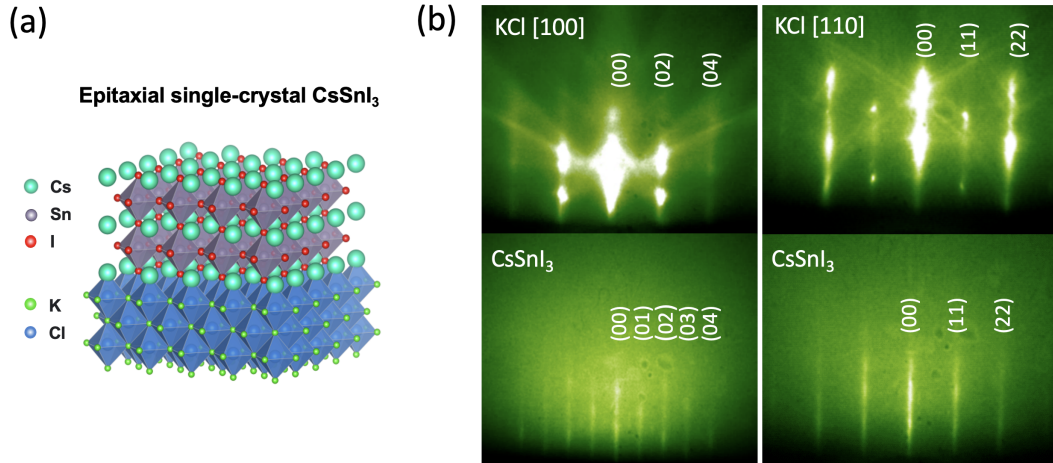 (a)
Epitaxial single-crystal CsSnI₃
Cs
Sn
I
K
Cl
(b)
KCl [100]
(00)
(02)
(04)
KCl [110]
(00)
(11)
(22)
CsSnI₃
(00)
(01)
(02)
(03)
(04)
CsSnI₃
(00)
(11)
(22)